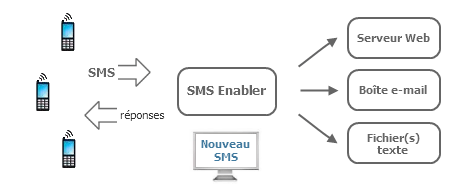 SMS
réponses
SMS Enabler
Nouveau
SMS
Serveur Web
Boîte e-mail
Fichier(s)
texte